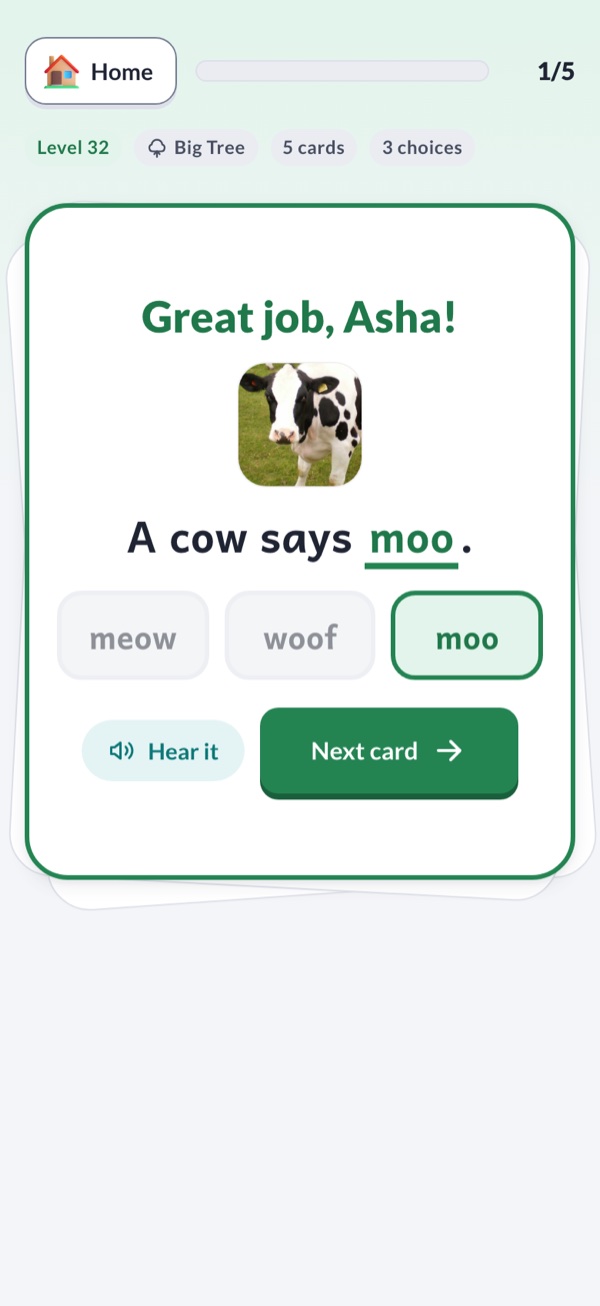 Home
1/5
Level 32
Big Tree
5 cards
3 choices
Great job, Asha!
A cow says moo.
meow
woof
moo
Hear it
Next card